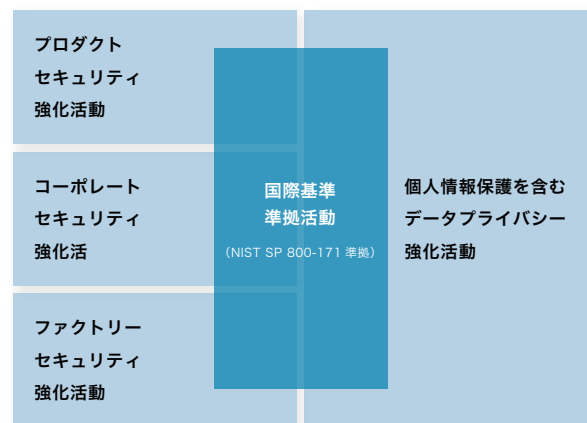 プロダクト
セキュリティ
強化活動
コーポレート
セキュリティ
強化活
ファクトリー
セキュリティ
強化活動
国際基準
準拠活動
（NIST SP 800-171 準拠）
個人情報保護を含む
データプライバシー
強化活動